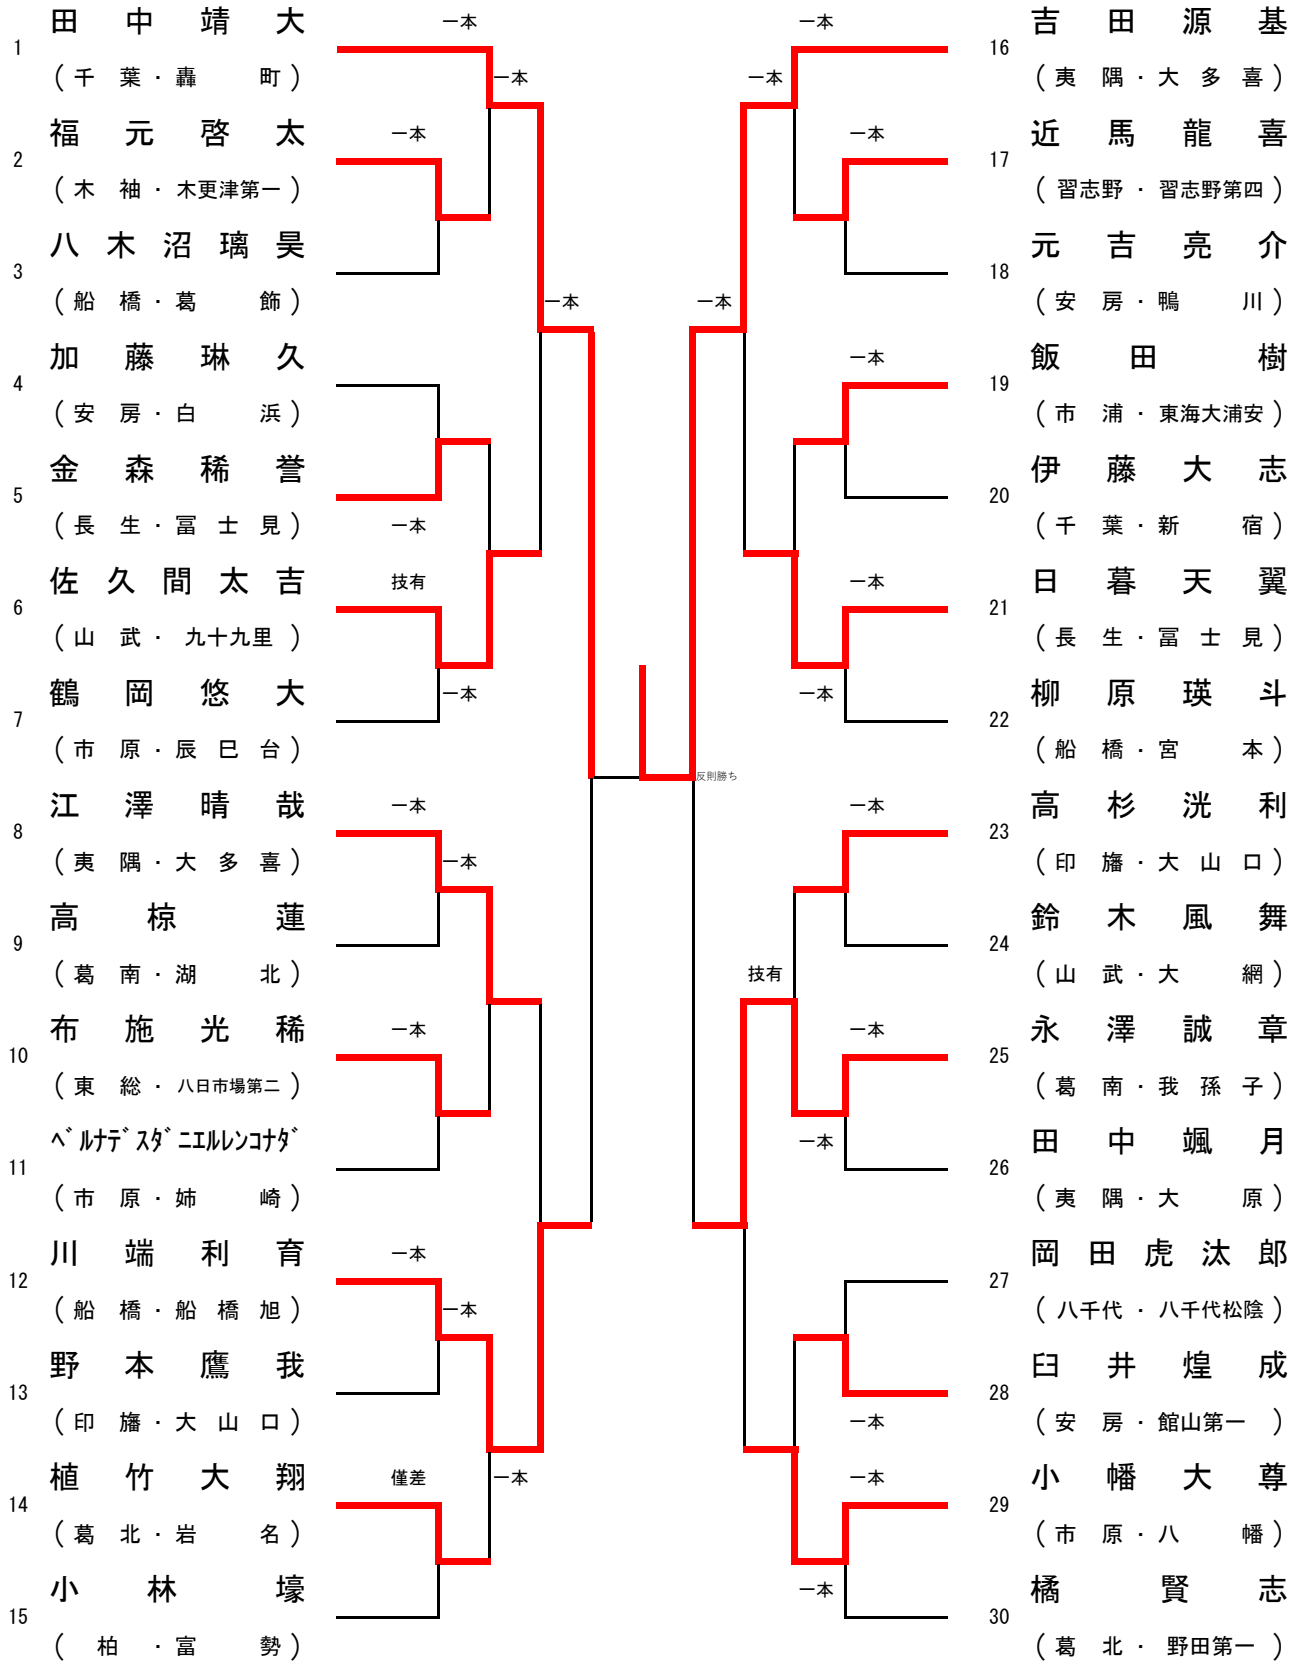 田中靖大
一本
1
(千葉・轟町)
一本
福元啓太
一本
2
(木袖・木更津第一)
八木沼璃昊
3
(船橋・葛飾)
一本
加藤琳久
4
(安房・白浜)
金森稀誉
5
(長生・冨士見)
一本
佐久間太吉
技有
6
(山武・九十九里)
鶴岡悠大
一本
7
(市原・辰巳台)
江澤晴哉
一本
8
(夷隅・大多喜)
一本
高椋蓮
9
(葛南・湖北)
布施光稀
一本
10
(東総・八日市場第二)
ﾍﾞﾙﾅﾃﾞｽﾀﾞﾆｴﾙﾚﾝｺﾅﾀﾞ
11
(市原・姉崎)
川端利育
一本
12
(船橋・船橋旭)
一本
野本鷹我
13
(印旛・大山口)
植竹大翔
僅差
一本
14
(葛北・岩名)
小林壕
15
(柏・富勢)
反則勝ち
吉田源基
一本
16
(夷隅・大多喜)
一本
近馬龍喜
一本
17
(習志野・習志野第四)
元吉亮介
18
(安房・鴨川)
一本
飯田樹
一本
19
(市浦・東海大浦安)
伊藤大志
20
(千葉・新宿)
日暮天翼
一本
21
(長生・冨士見)
柳原瑛斗
一本
22
(船橋・宮本)
高杉洸利
一本
23
(印旛・大山口)
鈴木風舞
24
(山武・大網)
技有
永澤誠章
一本
25
(葛南・我孫子)
田中颯月
一本
26
(夷隅・大原)
岡田虎汰郎
27
(八千代・八千代松陰)
臼井煌成
28
(安房・館山第一)
一本
小幡大尊
一本
29
(市原・八幡)
橘賢志
一本
30
(葛北・野田第一)